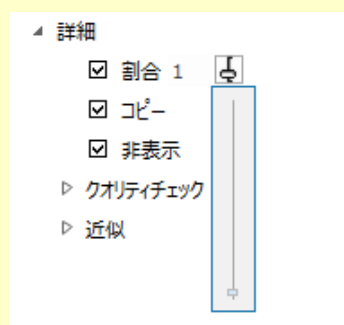 詳細
割合 1
コピー
非表示
クオリティチェック
近似